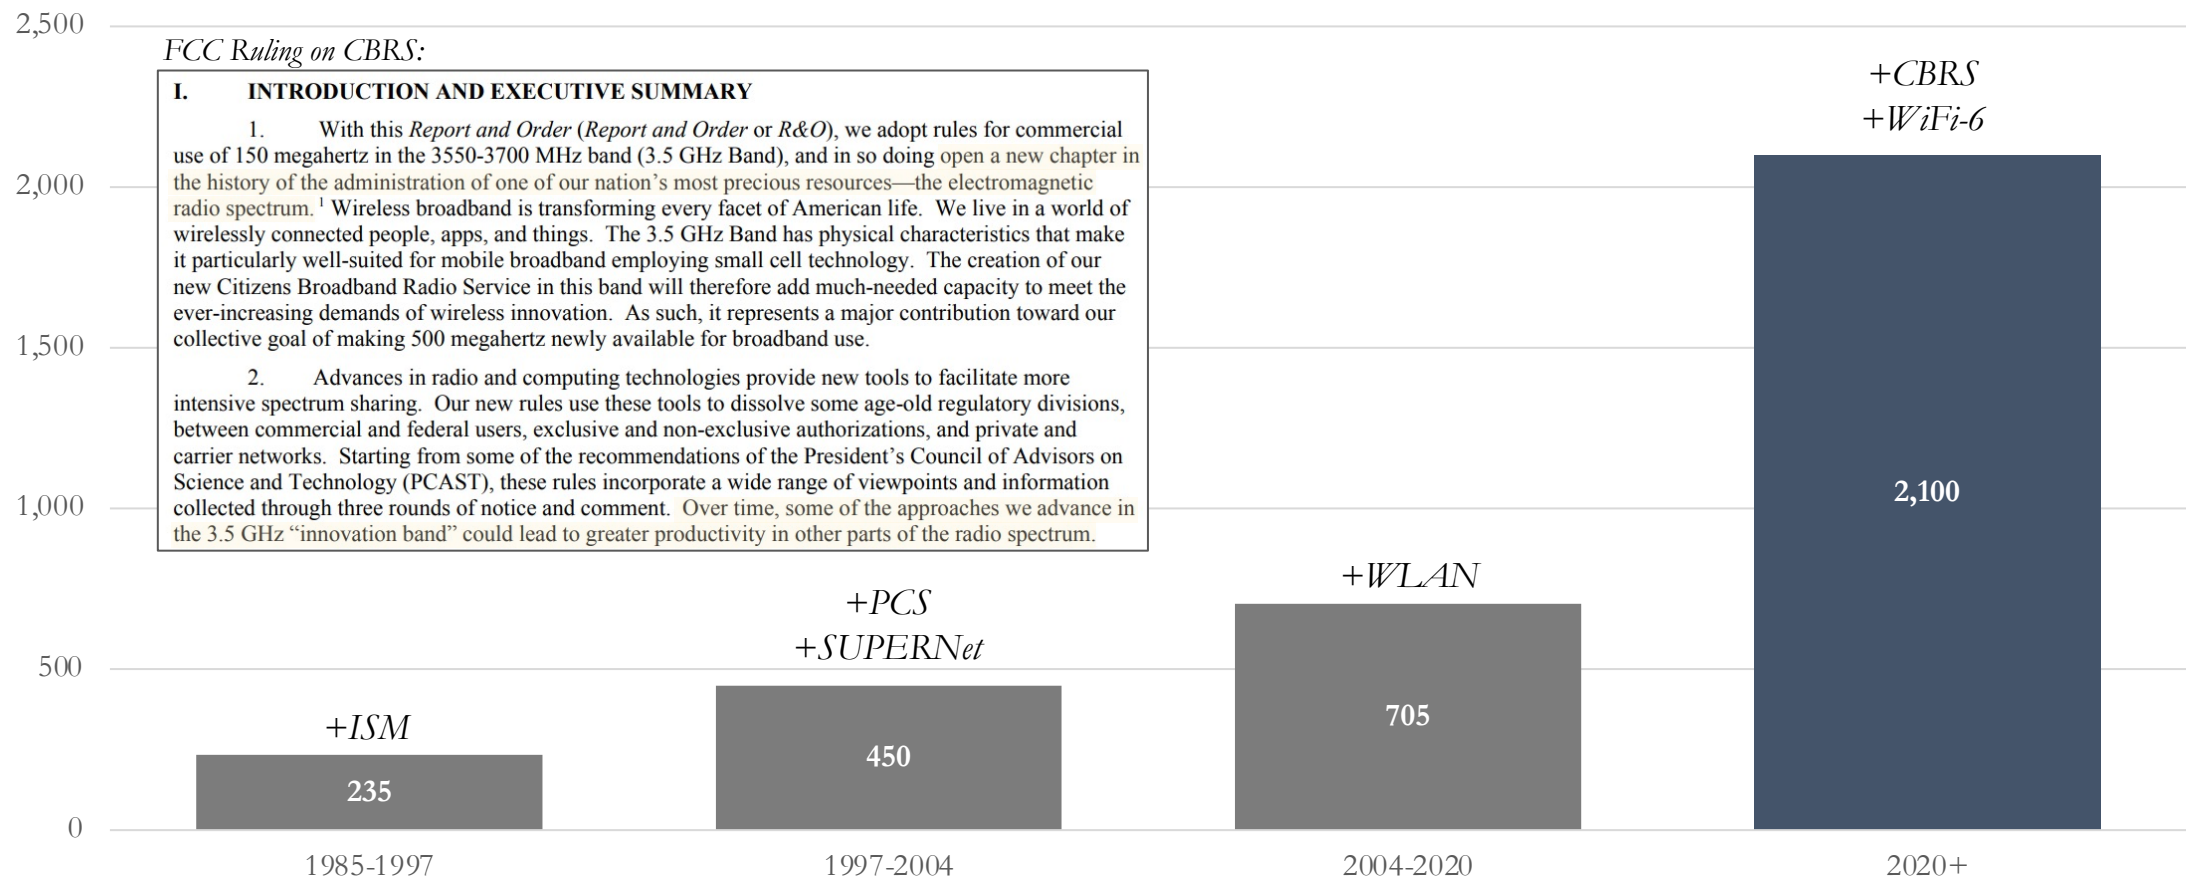 2,500
FCC Ruling on CBRS:
I. INTRODUCTION AND EXECUTIVE SUMMARY
1. With this Report and Order (Report and Order or R&O), we adopt rules for commercial
use of 150 megahertz in the 3550-3700 MHz band (3.5 GHz Band), and in so doing open a new chapter in
the history of the administration of one of our nation’s most precious resources—the electromagnetic
radio spectrum. 1 Wireless broadband is transforming every facet of American life. We live in a world of
wirelessly connected people, apps, and things. The 3.5 GHz Band has physical characteristics that make
it particularly well-suited for mobile broadband employing small cell technology. The creation of our
new Citizens Broadband Radio Service in this band will therefore add much-needed capacity to meet the
ever-increasing demands of wireless innovation. As such, it represents a major contribution toward our
collective goal of making 500 megahertz newly available for broadband use.
2. Advances in radio and computing technologies provide new tools to facilitate more
intensive spectrum sharing. Our new rules use these tools to dissolve some age-old regulatory divisions,
between commercial and federal users, exclusive and non-exclusive authorizations, and private and
carrier networks. Starting from some of the recommendations of the President’s Council of Advisors on
Science and Technology (PCAST), these rules incorporate a wide range of viewpoints and information
collected through three rounds of notice and comment. Over time, some of the approaches we advance in
the 3.5 GHz “innovation band” could lead to greater productivity in other parts of the radio spectrum.
2,000
1,500
1,000
500
0
+ISM
235
1985-1997
+PCS
+SUPERNet
450
1997-2004
+WLAN
705
2004-2020
+CBRS
+WiFi-6
2,100
2020+